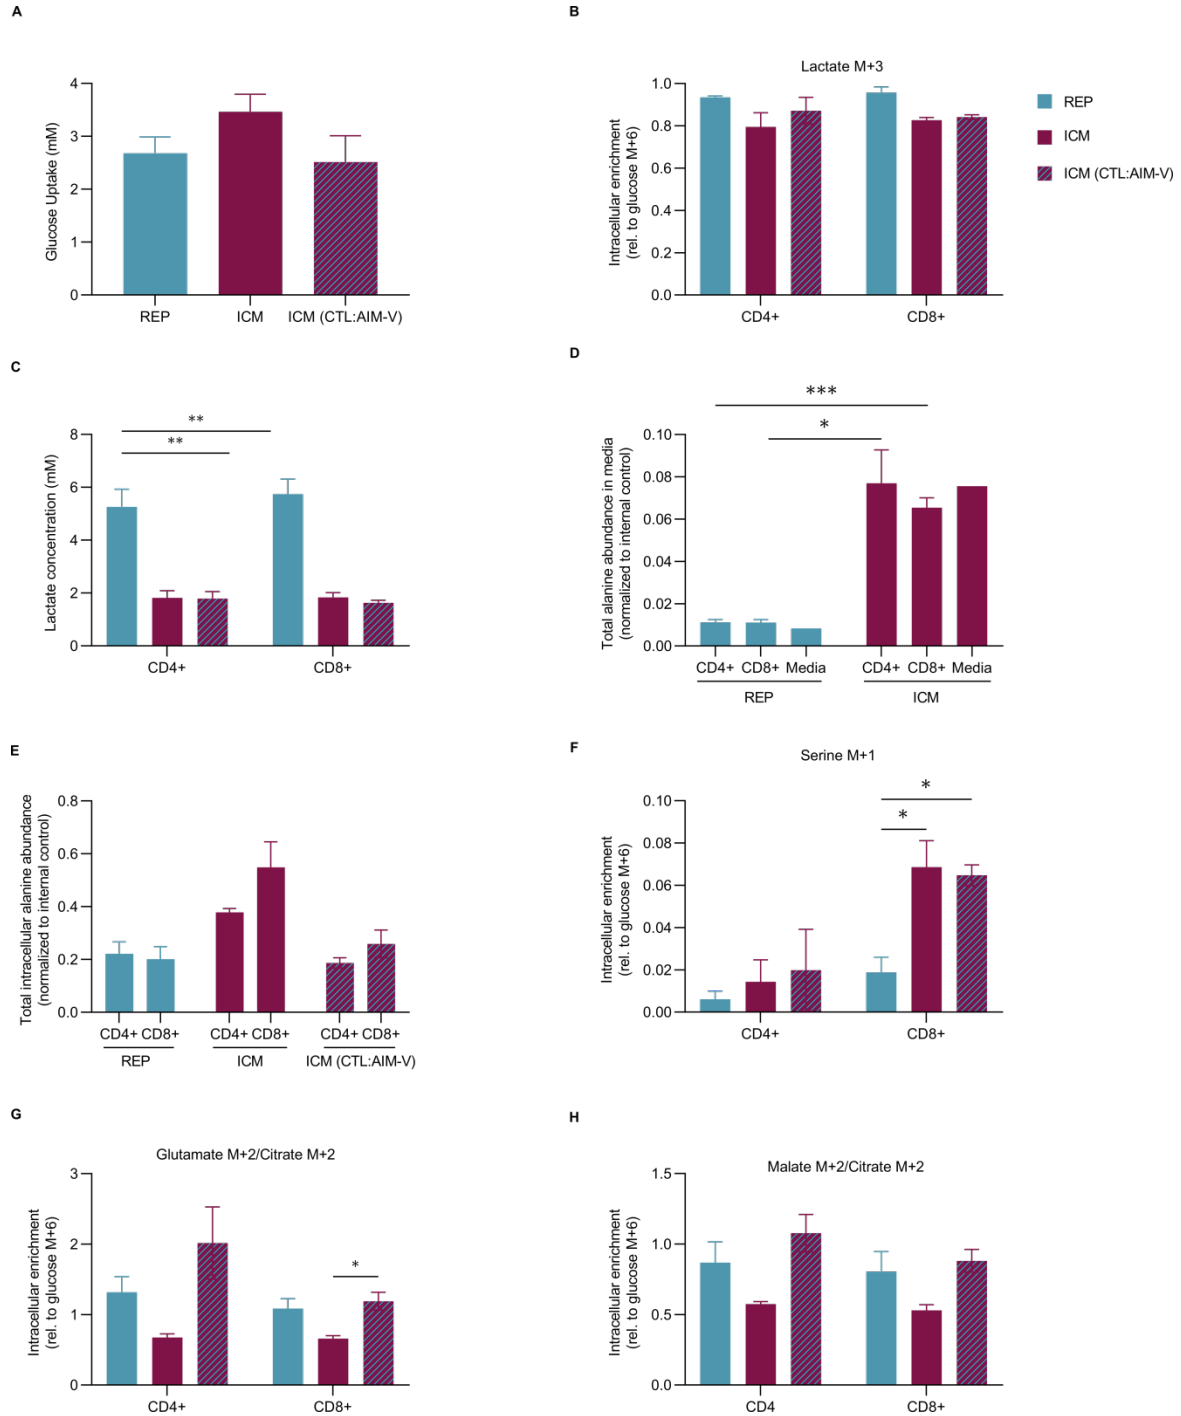 A
B
4
3
2
1
0
Glucose Uptake (mM)
REP
ICM
ICM (CTL:AIM-V)
Lactate M+3
1.0
0.8
0.6
0.4
0.2
0.0
Intracellular enrichment
(rel. to glucose M+6)
CD4+
CD8+
REP
ICM
ICM (CTL:AIM-V)
C
D
**
**
8
6
4
2
0
Lactate concentration (mM)
CD4+
CD8+
***
*
0.10
0.08
0.06
0.04
0.02
0.00
Total alanine abundance in media
(normalized to internal control)
CD4+ CD8+ Media
CD4+ CD8+ Media
REP
ICM
E
F
0.8
0.6
0.4
0.2
0.0
Total intracellular alanine abundance
(normalized to internal control)
CD4+ CD8+
CD4+ CD8+
CD4+ CD8+
REP
ICM
ICM (CTL:AIM-V)
Serine M+1
*
*
0.10
0.08
0.06
0.04
0.02
0.00
Intracellular enrichment
(rel. to glucose M+6)
CD4+
CD8+
G
H
Glutamate M+2/Citrate M+2
3
2
1
0
*
Intracellular enrichment
(rel. to glucose M+6)
CD4+
CD8+
Malate M+2/Citrate M+2
1.5
1.0
0.5
0.0
Intracellular enrichment
(rel. to glucose M+6)
CD4
CD8+